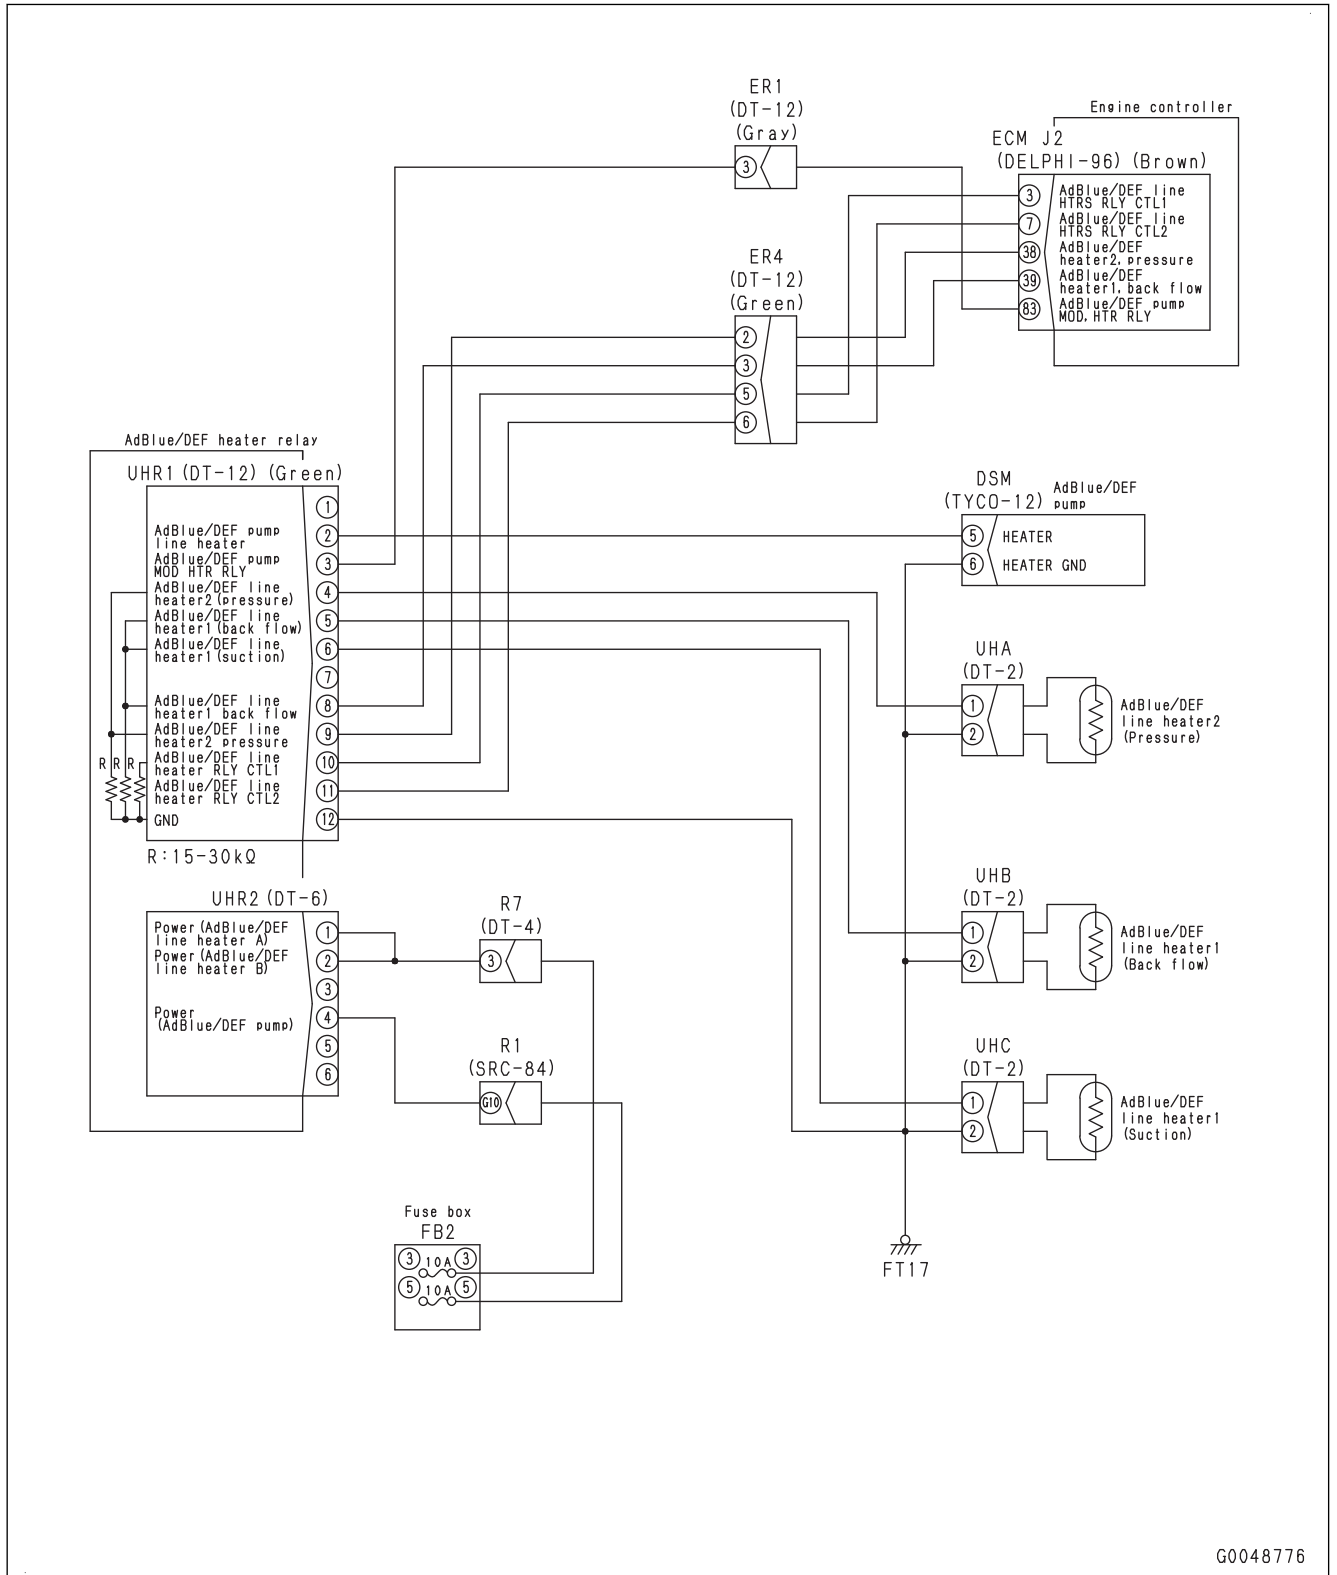 ER1
(DT-12)
(Gray)
3
Engine controller
ECM J2
(DELPHI-96) (Brown)
3
AdBlue/DEF line
HTRS RLY CTL1
7
AdBlue/DEF line
HTRS RLY CTL2
38
AdBlue/DEF
heater2, pressure
39
AdBlue/DEF
heater1, back flow
83
AdBlue/DEF pump
MOD. HTR RLY
ER4
(DT-12)
(Green)
2
3
5
6
AdBlue/DEF heater relay
UHR1 (DT-12) (Green)
1
AdBlue/DEF pump
line heater
2
AdBlue/DEF pump
MOD HTR RLY
3
AdBlue/DEF line
heater2 (pressure)
4
AdBlue/DEF line
heater1 (back flow)
5
AdBlue/DEF line
heater1 (suction)
6
7
AdBlue/DEF line
heater1 back flow
8
AdBlue/DEF line
heater2 pressure
9
AdBlue/DEF line
heater RLY CTL1
10
AdBlue/DEF line
heater RLY CTL2
11
GND
12
R R R
R:15-30kΩ
DSM
(TYCO-12)
AdBlue/DEF
pump
5 HEATER
6 HEATER GND
UHA
(DT-2)
1
2
AdBlue/DEF
line heater2
(Pressure)
UHB
(DT-2)
1
2
AdBlue/DEF
line heater1
(Back flow)
UHC
(DT-2)
1
2
AdBlue/DEF
line heater1
(Suction)
UHR2 (DT-6)
Power (AdBlue/DEF
line heater A)
1
Power (AdBlue/DEF
line heater B)
2
3
Power
(AdBlue/DEF pump)
4
5
6
R7
(DT-4)
3
R1
(SRC-84)
G10
Fuse box
FB2
3 10A 3
5 10A 5
FT17
G0048776